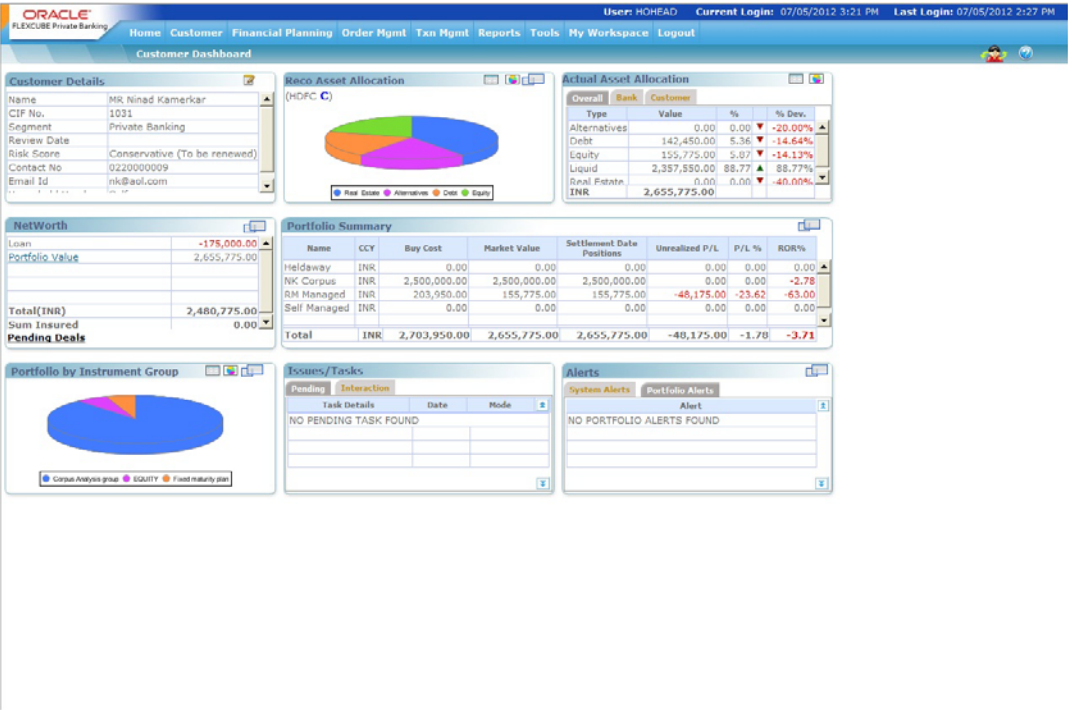 ORACLE
FLEXCUBE Private Banking
User: HOHEAD Current Login: 07/05/2012 3:21 PM Last Login: 07/05/2012 2:27 PM
Home Customer Financial Planning Order Mgmt Txn Mgmt Reports Tools My Workspace Logout
Customer Dashboard
Customer Details
Name MR Ninad Kamerkar
CIF No. 1031
Segment Private Banking
Review Date
Risk Score Conservative (To be renewed)
Contact No 0220000009
Email Id nk@aol.com
Reco Asset Allocation
(HDFC C)
Real Estate Alternatives Debt Equity
Actual Asset Allocation
Overall Bank Customer
Type Value % % Dev.
Alternatives 0.00 0.00 -20.00%
Debt 142,450.00 5.36 -14.64%
Equity 155,775.00 5.87 -14.13%
Liquid 2,357,550.00 88.77 88.77%
Real Estate 0.00 0.00 -40.00%
INR 2,655,775.00
NetWorth
Loan -175,000.00
Portfolio Value 2,655,775.00
Total(INR) 2,480,775.00
Sum Insured 0.00
Pending Deals
Portfolio Summary
Name CCY Buy Cost Market Value Settlement Date Positions Unrealized P/L P/L % ROR%
Heldaway INR 0.00 0.00 0.00 0.00 0.00 0.00
NK Corpus INR 2,500,000.00 2,500,000.00 2,500,000.00 0.00 0.00 -2.78
RM Managed INR 203,950.00 155,775.00 155,775.00 -48,175.00 -23.62 -63.00
Self Managed INR 0.00 0.00 0.00 0.00 0.00 0.00
Total INR 2,703,950.00 2,655,775.00 2,655,775.00 -48,175.00 -1.78 -3.71
Portfolio by Instrument Group
Corpus Analysis group EQUITY Fixed maturity plan
Issues/Tasks
Pending Interaction
Task Details Date Mode
NO PENDING TASK FOUND
Alerts
System Alerts Portfolio Alerts
Alert
NO PORTFOLIO ALERTS FOUND